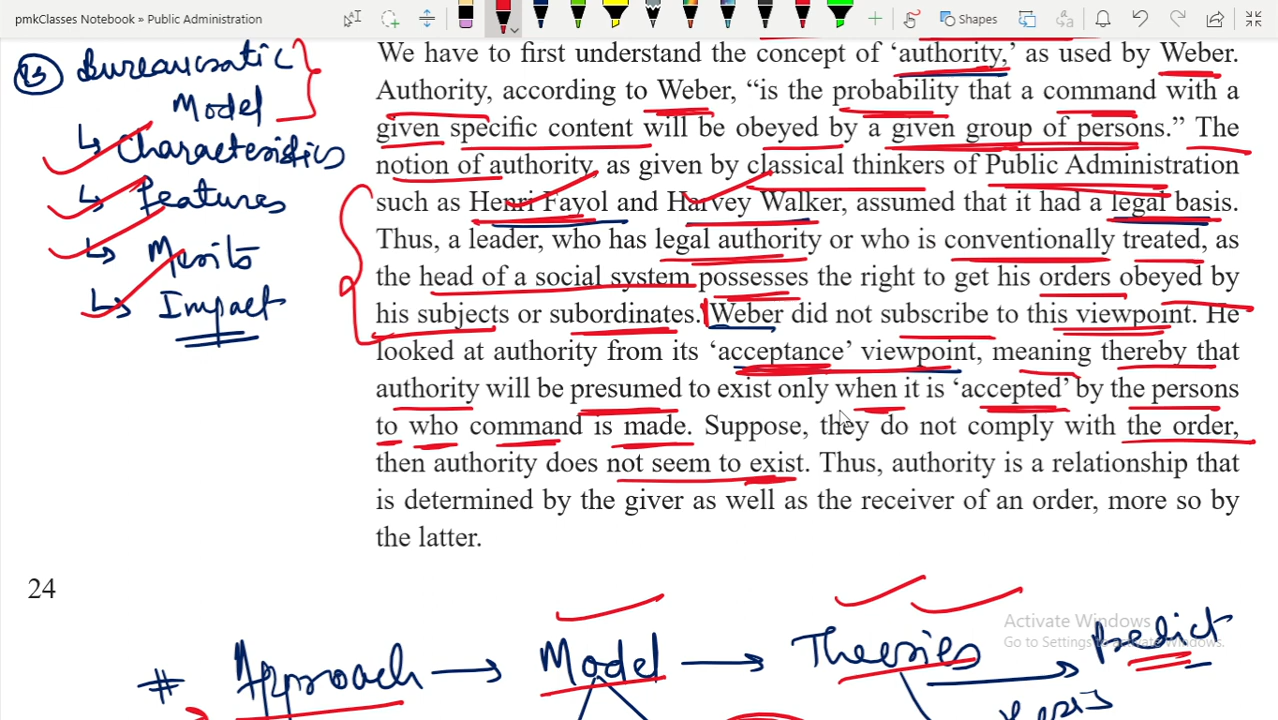 pmkClasses Notebook » Public Administration
Shapes
Bureaucratic
Model
↳ Characteristics
↳ Features
↳ Merits
↳ Impact
We have to first understand the concept of ‘authority,’ as used by Weber.
Authority, according to Weber, “is the probability that a command with a
given specific content will be obeyed by a given group of persons.” The
notion of authority, as given by classical thinkers of Public Administration
such as Henri Fayol and Harvey Walker, assumed that it had a legal basis.
Thus, a leader, who has legal authority or who is conventionally treated, as
the head of a social system possesses the right to get his orders obeyed by
his subjects or subordinates. Weber did not subscribe to this viewpoint. He
looked at authority from its ‘acceptance’ viewpoint, meaning thereby that
authority will be presumed to exist only when it is ‘accepted’ by the persons
to who command is made. Suppose, they do not comply with the order,
then authority does not seem to exist. Thus, authority is a relationship that
is determined by the giver as well as the receiver of an order, more so by
the latter.
24
Activate Windows
Go to Settings to activate Windows.
# Approach → Model → Theories → Predict